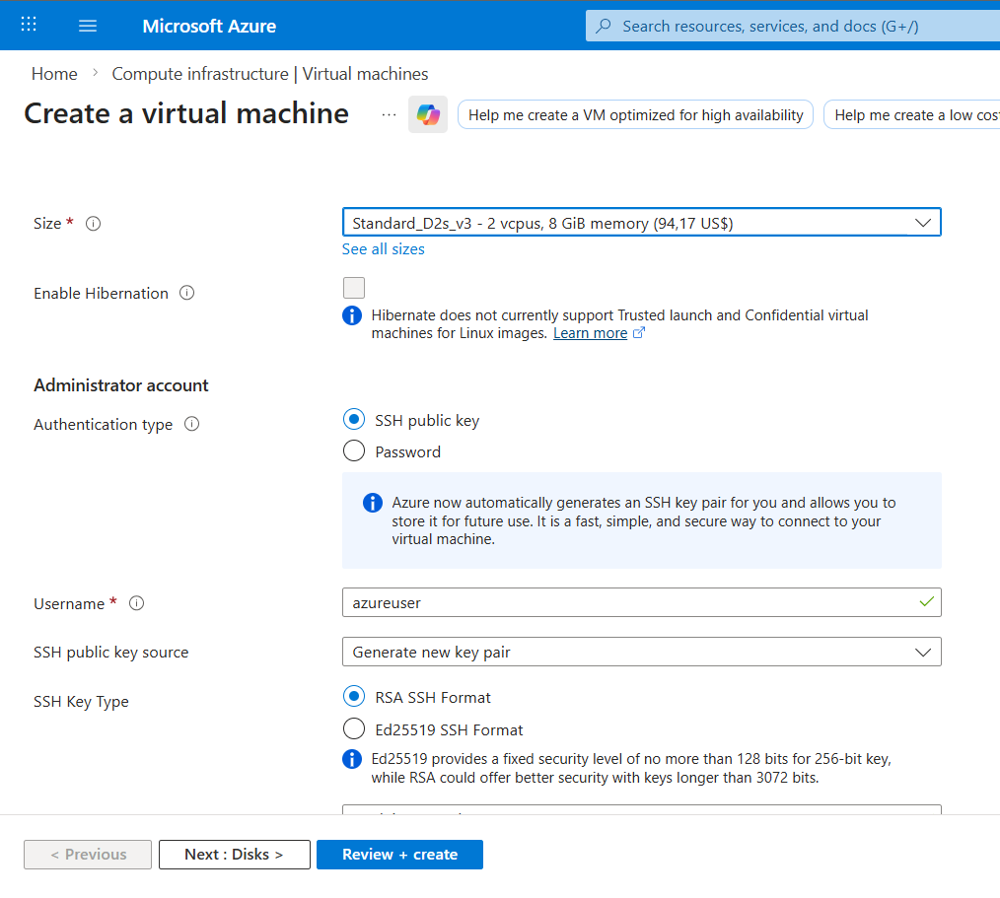 Microsoft Azure
Search resources, services, and docs (G+/)
Home > Compute infrastructure | Virtual machines
Create a virtual machine
...
Help me create a VM optimized for high availability
Help me create a low cost
Size *
Standard_D2s_v3 - 2 vcpus, 8 GiB memory (94,17 US$)
See all sizes
Enable Hibernation
Hibernate does not currently support Trusted launch and Confidential virtual
machines for Linux images. Learn more
Administrator account
Authentication type
SSH public key
Password
Azure now automatically generates an SSH key pair for you and allows you to
store it for future use. It is a fast, simple, and secure way to connect to your
virtual machine.
Username *
azureuser
SSH public key source
Generate new key pair
SSH Key Type
RSA SSH Format
Ed25519 SSH Format
Ed25519 provides a fixed security level of no more than 128 bits for 256-bit key,
while RSA could offer better security with keys longer than 3072 bits.
< Previous
Next : Disks >
Review + create